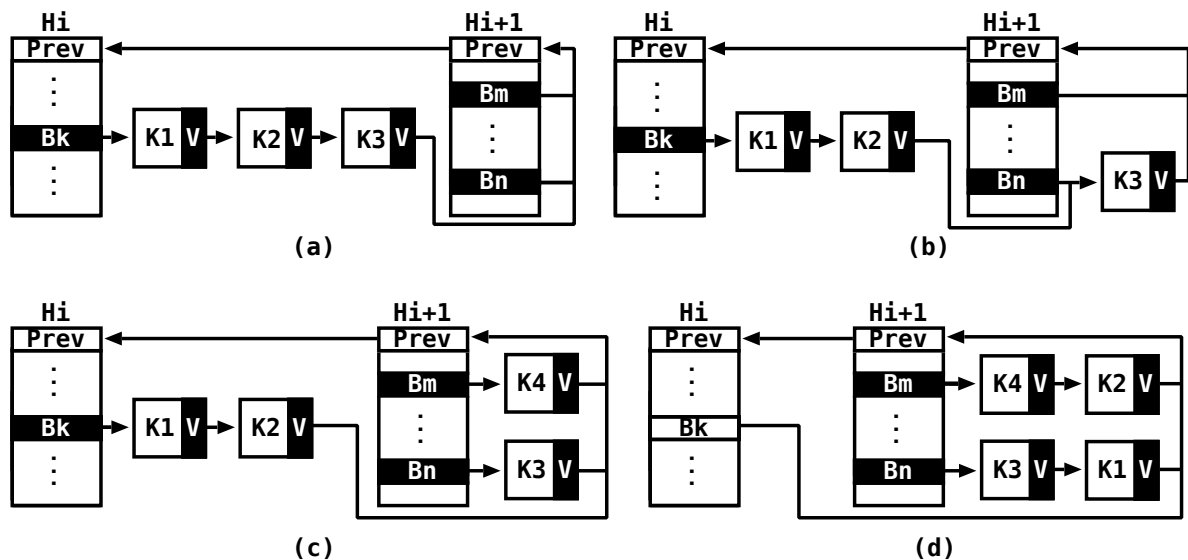 Hi Hi+1
Prev Prev
Bm
Bk K1 V K2 V K3 V
Bn
(a)
Hi Hi+1
Prev Prev
Bm
Bk K1 V K2 V
Bn K3 V
(b)
Hi Hi+1
Prev Prev
Bm K4 V
Bk K1 V K2 V
Bn K3 V
(c)
Hi Hi+1
Prev Prev
Bm K4 V K2 V
Bk
Bn K3 V K1 V
(d)